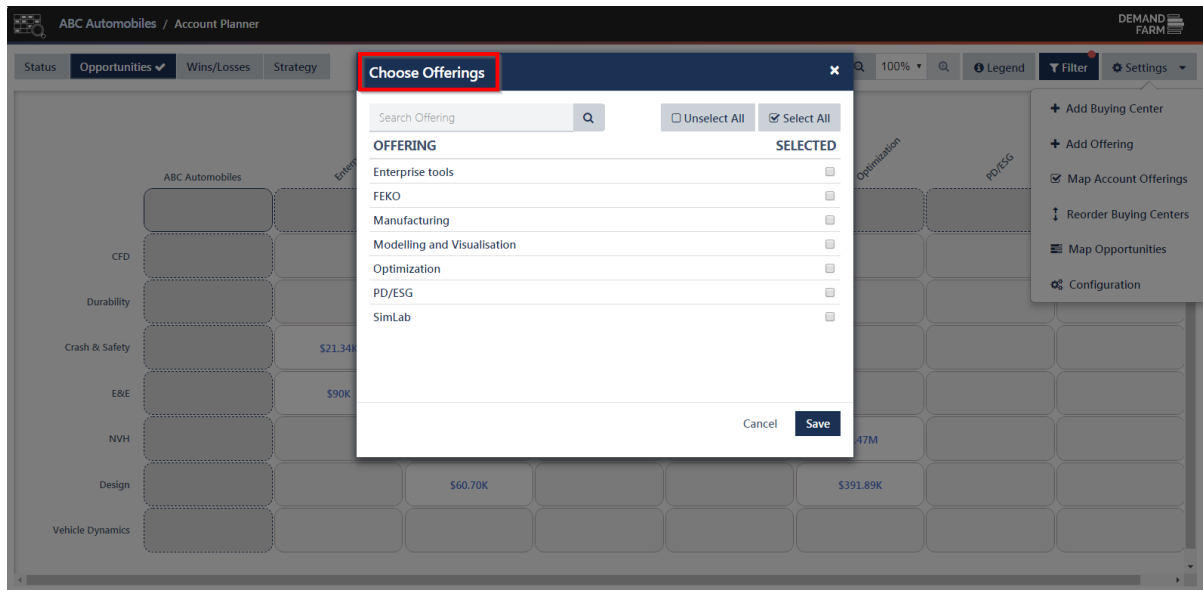 ABC Automobiles / Account Planner
DEMAND
FARM
Status Opportunities Wins/Losses Strategy
100% Legend Filter Settings
Choose Offerings ×
Search Offering
Unselect All Select All
OFFERING SELECTED
Enterprise tools
FEKO
Manufacturing
Modelling and Visualisation
Optimization
PD/ESG
SimLab
Cancel Save
+ Add Buying Center
+ Add Offering
Map Account Offerings
Reorder Buying Centers
Map Opportunities
Configuration
ABC Automobiles
Optimization
PD/ESG
CFD
Durability
Crash & Safety $21.34K
E&E $90K
NVH .47M
Design $60.70K $391.89K
Vehicle Dynamics